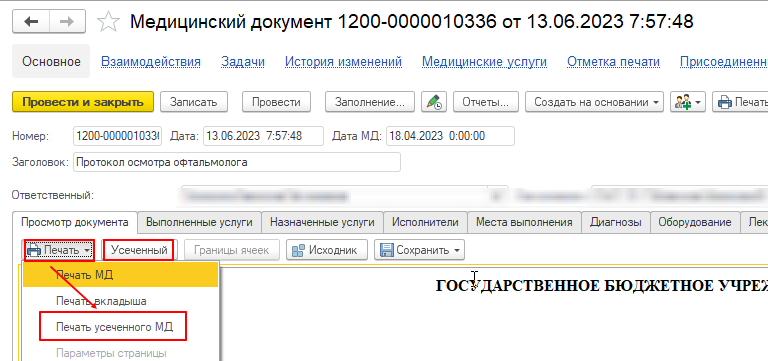 Медицинский документ 1200-0000010336 от 13.06.2023 7:57:48
Основное Взаимодействия Задачи История изменений Медицинские услуги Отметка печати Присоединенн
Провести и закрыть Записать Провести Заполнение... Отчеты... Создать на основании Печать
Номер: 1200-0000010336 Дата: 13.06.2023 7:57:48 Дата МД: 18.04.2023 0:00:00
Заголовок: Протокол осмотра офтальмолога
Ответственный:
Просмотр документа Выполненные услуги Назначенные услуги Исполнители Места выполнения Диагнозы Оборудование Лек
Печать Усеченный Границы ячеек Исходник Сохранить
Печать МД
ГОСУДАРСТВЕННОЕ БЮДЖЕТНОЕ УЧРЕЖ
Печать вкладыша
Печать усеченного МД
Параметры страницы